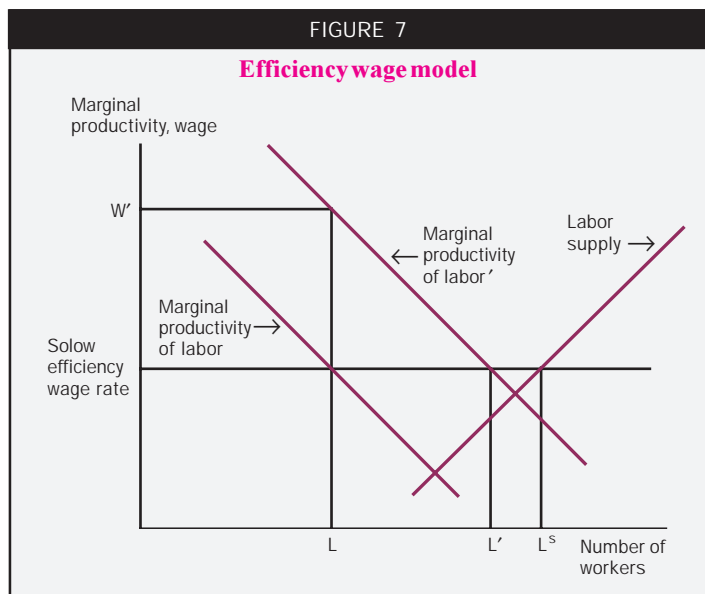 FIGURE 7
Efficiency wage model
Marginal
productivity, wage
W′
Marginal
productivity
of labor′
Labor
supply
Marginal
productivity
of labor
Solow
efficiency
wage rate
L
L′
Lˢ
Number of
workers